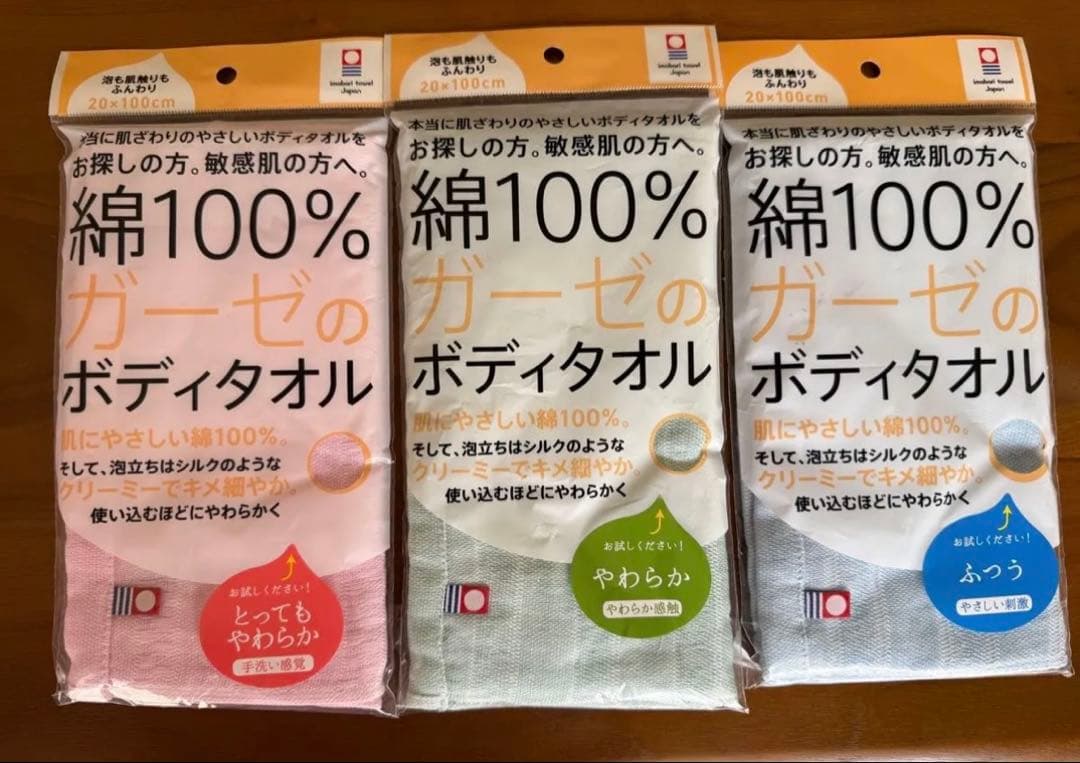 泡も肌触りも
ふんわり
20×100cm
imabari towel
Japan
本当に肌ざわりのやさしいボディタオルを
お探しの方。敏感肌の方へ。
綿100%
ガーゼの
ボディタオル
肌にやさしい綿100%。
そして、泡立ちはシルクのような
クリーミーでキメ細やか。
使い込むほどにやわらかく
お試しください!
とっても
やわらか
手洗い感覚
泡も肌触りも
ふんわり
20×100cm
imabari towel
Japan
本当に肌ざわりのやさしいボディタオルを
お探しの方。敏感肌の方へ。
綿100%
ガーゼの
ボディタオル
肌にやさしい綿100%。
そして、泡立ちはシルクのような
クリーミーでキメ細やか。
使い込むほどにやわらかく
お試しください!
やわらか
やわらか感触
泡も肌触りも
ふんわり
20×100cm
imabari towel
Japan
本当に肌ざわりのやさしいボディタオルを
お探しの方。敏感肌の方へ。
綿100%
ガーゼの
ボディタオル
肌にやさしい綿100%。
そして、泡立ちはシルクのような
クリーミーでキメ細やか。
使い込むほどにやわらかく
お試しください!
ふつう
やさしい刺激